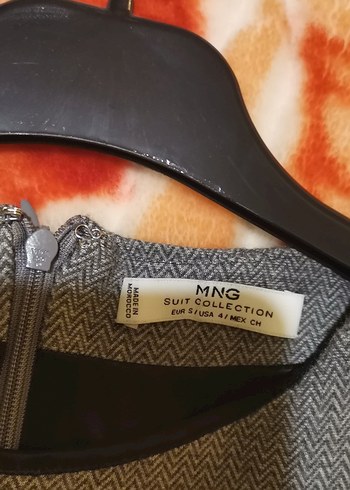 MNG
SUIT COLLECTION
EUR S / USA 4 / MEX CH
MADE IN
MOROCCO